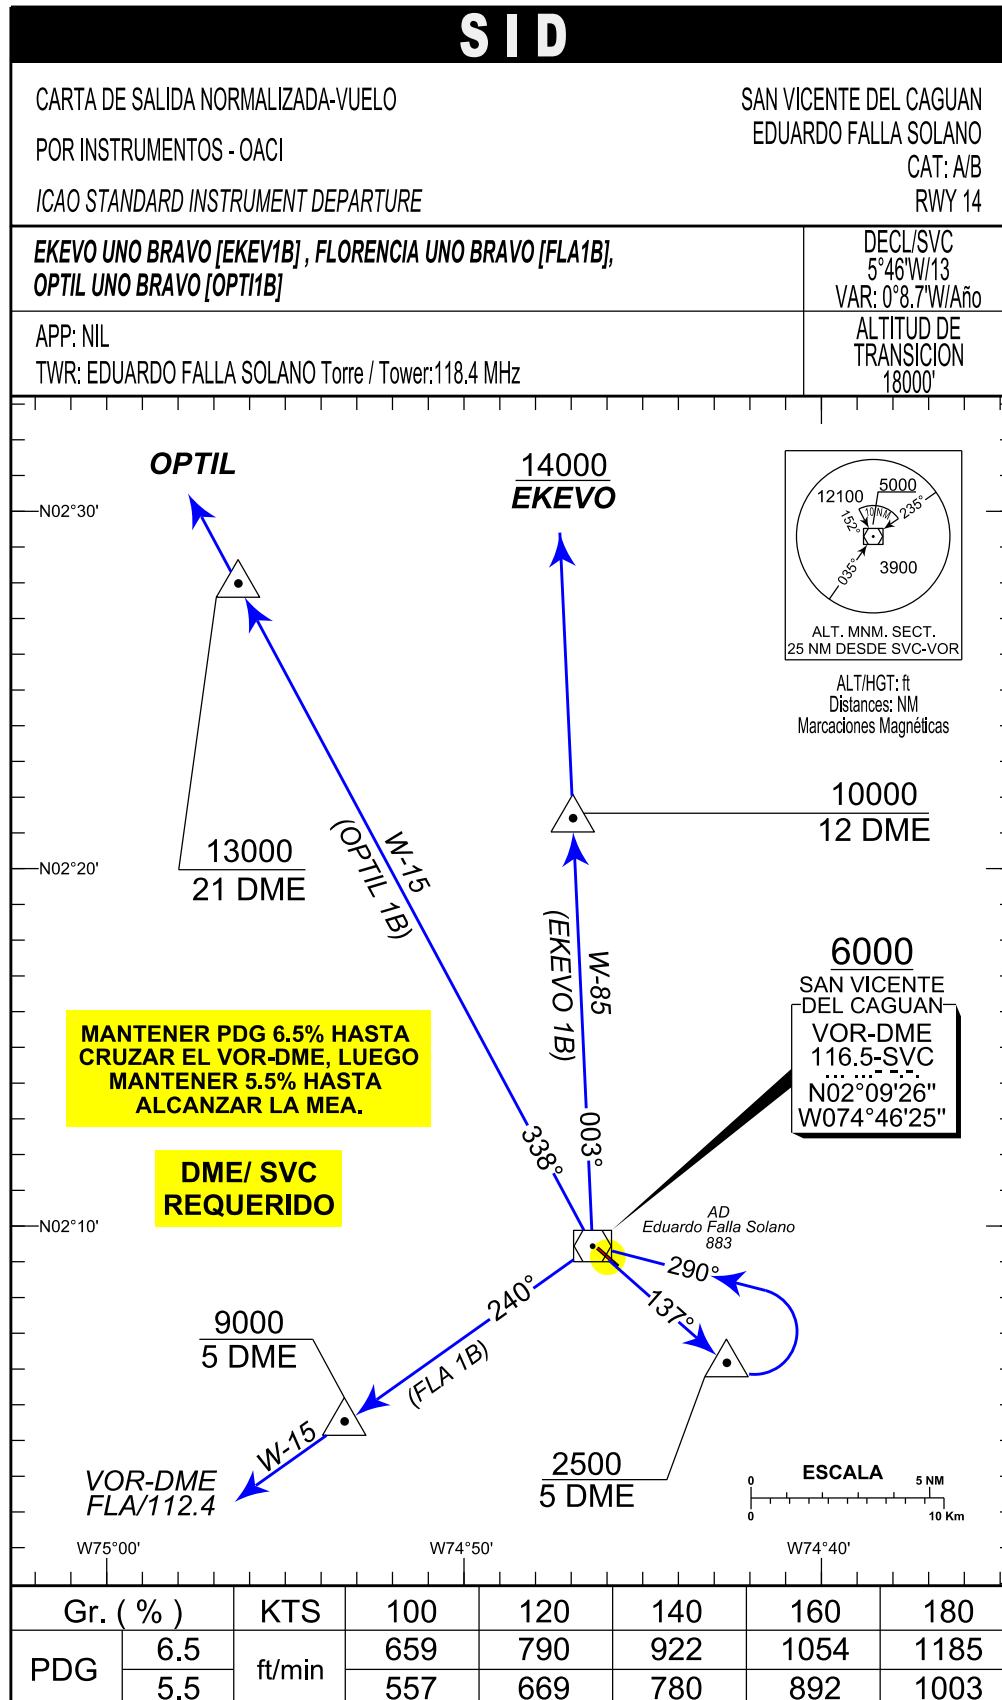 SID
CARTA DE SALIDA NORMALIZADA-VUELO
POR INSTRUMENTOS - OACI
ICAO STANDARD INSTRUMENT DEPARTURE
SAN VICENTE DEL CAGUAN
EDUARDO FALLA SOLANO
CAT: A/B
RWY 14
EKEVO UNO BRAVO [EKEV1B] , FLORENCIA UNO BRAVO [FLA1B],
OPTIL UNO BRAVO [OPTI1B]
DECL/SVC
5°46'W/13
VAR: 0°8.7'W/Año
APP: NIL
TWR: EDUARDO FALLA SOLANO Torre / Tower:118.4 MHz
ALTITUD DE
TRANSICION
18000'
OPTIL
14000
EKEVO
12100
5000
10 NM
152°
235°
035°
3900
ALT. MNM. SECT.
25 NM DESDE SVC-VOR
ALT/HGT: ft
Distances: NM
Marcaciones Magnéticas
N02°30'
10000
12 DME
13000
21 DME
N02°20'
W-15
(OPTIL 1B)
W-85
(EKEVO 1B)
6000
SAN VICENTE
DEL CAGUAN
VOR-DME
116.5-SVC
N02°09'26"
W074°46'25"
MANTENER PDG 6.5% HASTA
CRUZAR EL VOR-DME, LUEGO
MANTENER 5.5% HASTA
ALCANZAR LA MEA.
DME/ SVC
REQUERIDO
338°
003°
N02°10'
AD
Eduardo Falla Solano
883
290°
137°
240°
9000
5 DME
(FLA 1B)
W-15
VOR-DME
FLA/112.4
2500
5 DME
ESCALA
0
5 NM
0
10 Km
W75°00'
W74°50'
W74°40'
Gr. ( % ) KTS 100 120 140 160 180
PDG 6.5 ft/min 659 790 922 1054 1185
5.5 557 669 780 892 1003